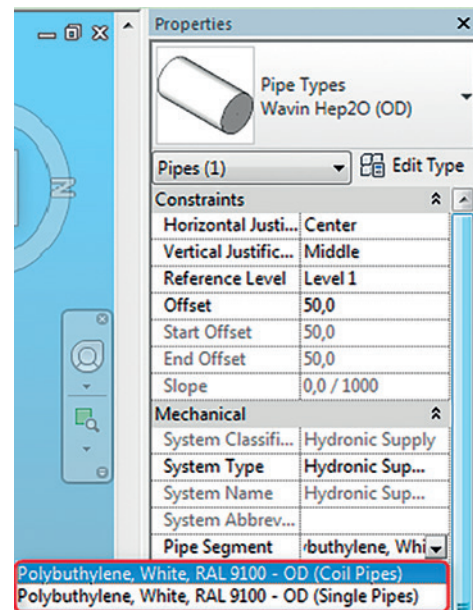 Properties
Pipe Types
Wavin Hep2O (OD)
Pipes (1)
Edit Type
Constraints
Horizontal Justi... Center
Vertical Justific... Middle
Reference Level Level 1
Offset 50,0
Start Offset 50,0
End Offset 50,0
Slope 0,0 / 1000
Mechanical
System Classifi... Hydronic Supply
System Type Hydronic Sup...
System Name Hydronic Sup...
System Abbrev...
Pipe Segment buthylene, Whi
Polybuthylene, White, RAL 9100 - OD (Coil Pipes)
Polybuthylene, White, RAL 9100 - OD (Single Pipes)